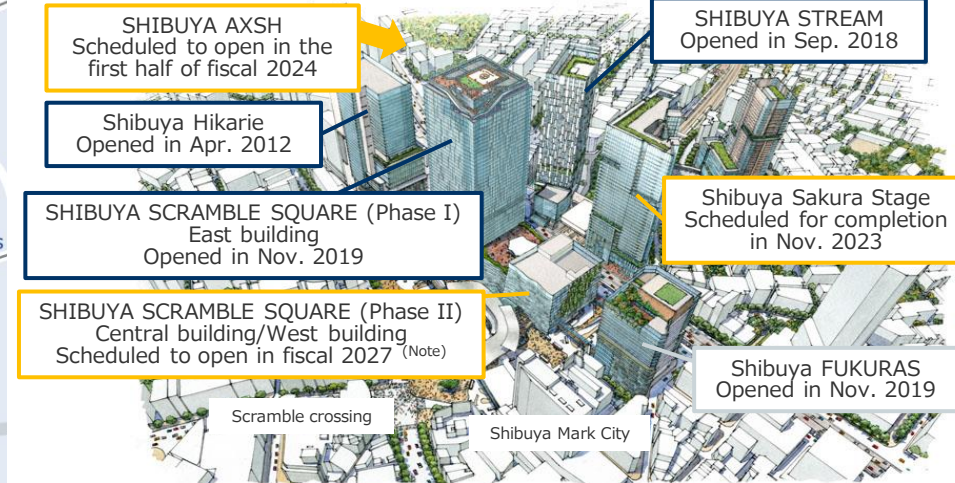 SHIBUYA AXSH
Scheduled to open in the
first half of fiscal 2024
SHIBUYA STREAM
Opened in Sep. 2018
Shibuya Hikarie
Opened in Apr. 2012
SHIBUYA SCRAMBLE SQUARE (Phase I)
East building
Opened in Nov. 2019
Shibuya Sakura Stage
Scheduled for completion
in Nov. 2023
SHIBUYA SCRAMBLE SQUARE (Phase II)
Central building/West building
Scheduled to open in fiscal 2027 (Note)
Shibuya FUKURAS
Opened in Nov. 2019
Scramble crossing
Shibuya Mark City